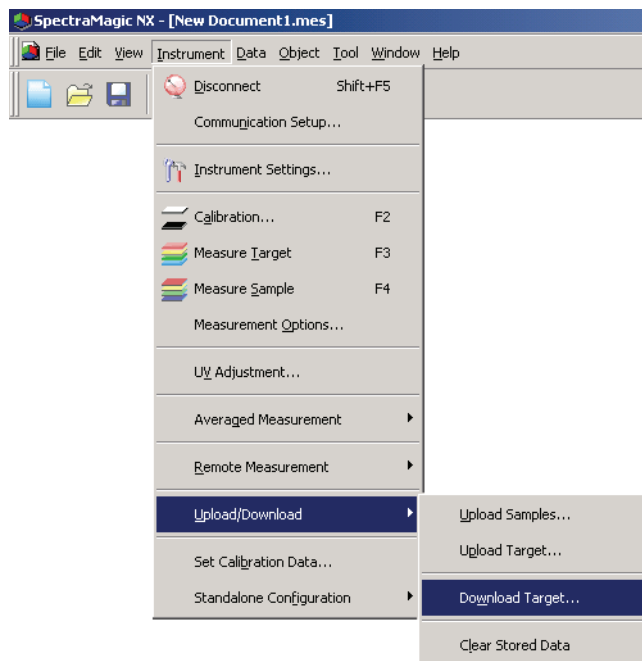 SpectraMagic NX - [New Document1.mes]
File Edit View Instrument Data Object Tool Window Help
Disconnect Shift+F5
Communication Setup...
Instrument Settings...
Calibration... F2
Measure Target F3
Measure Sample F4
Measurement Options...
UV Adjustment...
Averaged Measurement
Remote Measurement
Upload/Download
Upload Samples...
Upload Target...
Set Calibration Data...
Standalone Configuration
Download Target...
Clear Stored Data